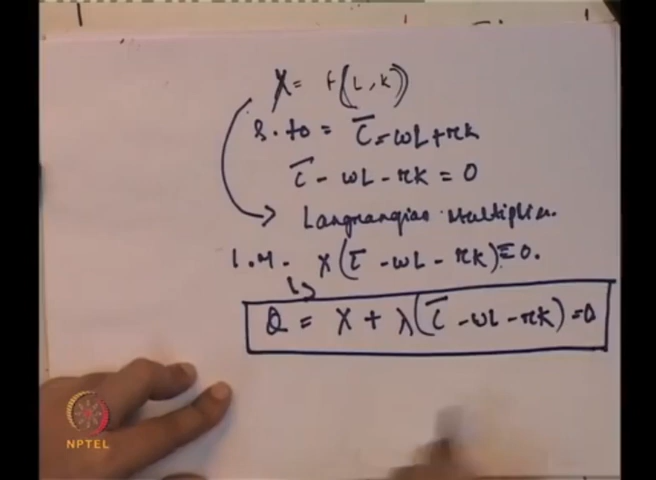 X = f(L, K)
S. to = C̅ = wL + rK
C̅ - wL - rK = 0
Langrangian Multiplier.
L.M. λ(C̅ - wL - rK) = 0.
Q = X + λ(C̅ - wL - rK) = 0
NPTEL